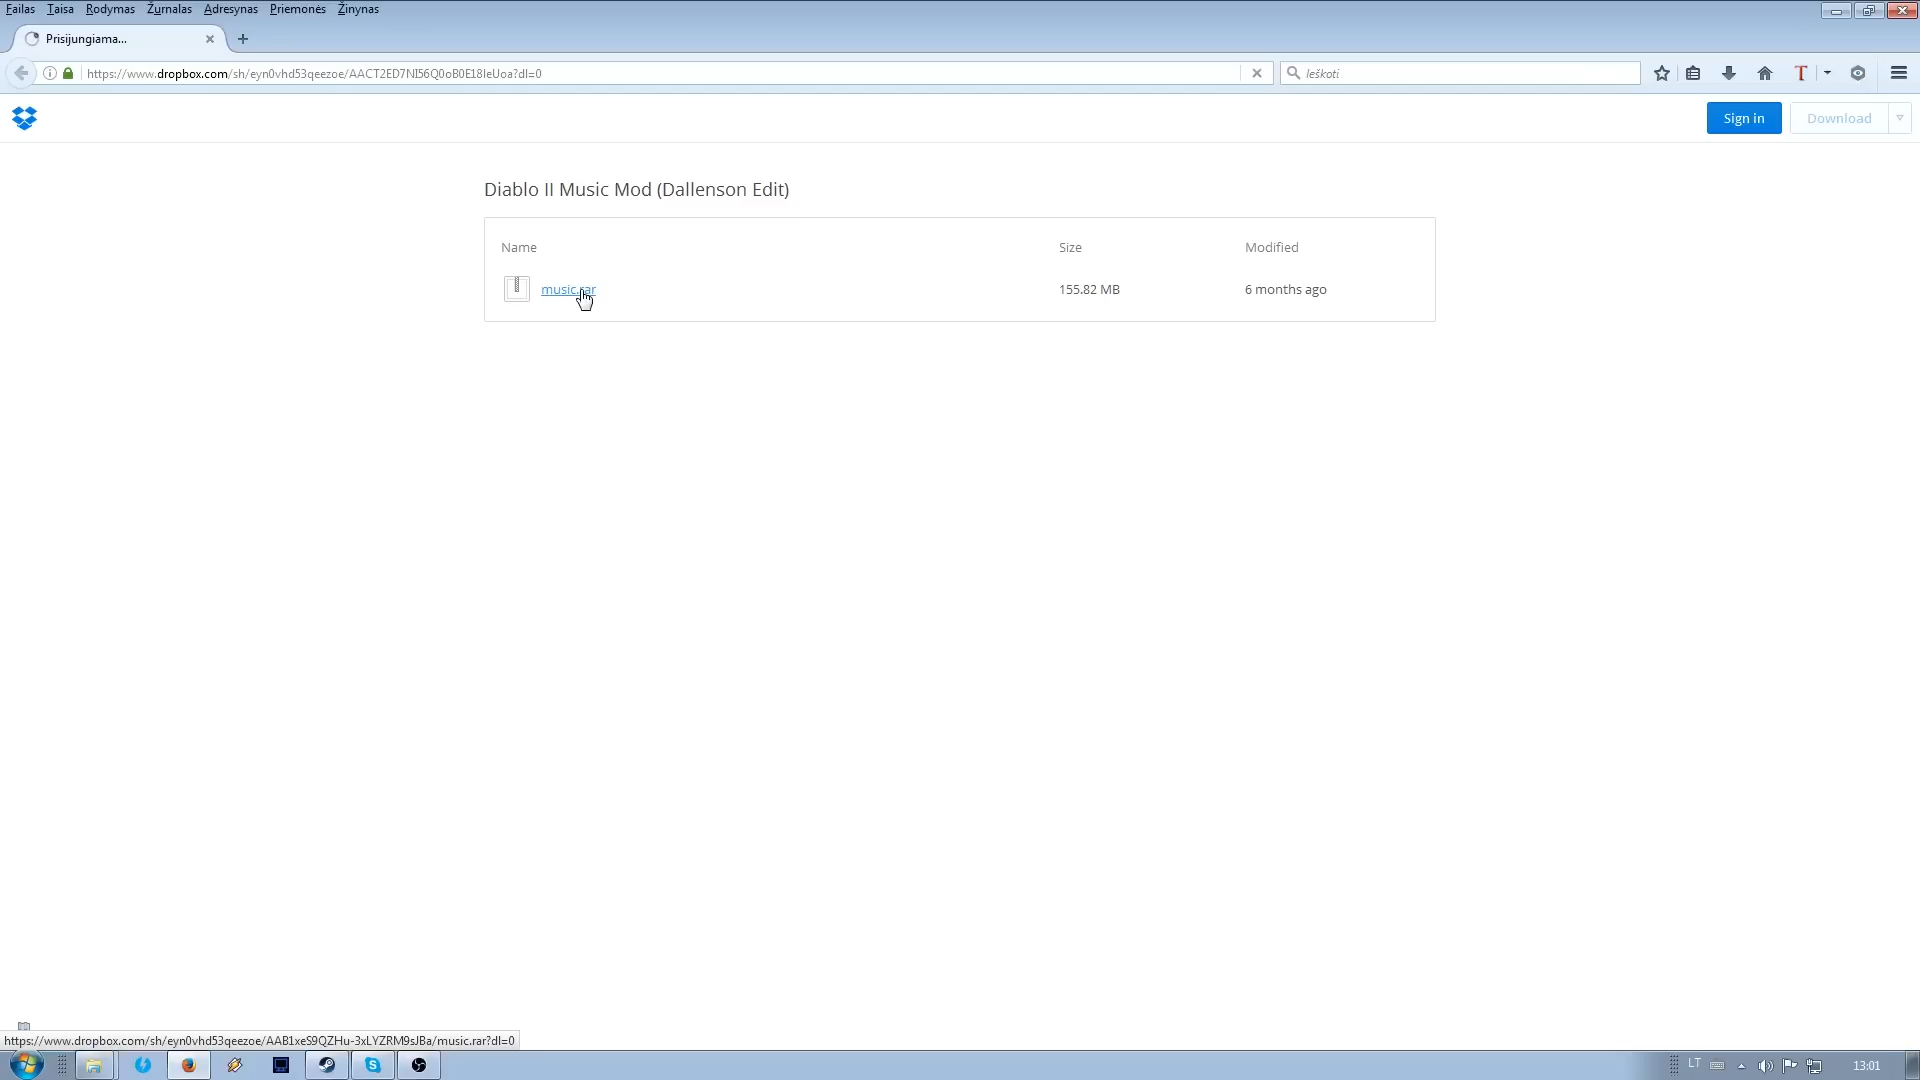 Failas Taisa Rodymas Žurnalas Adresynas Priemonės Žinynas
Prisijungiama...
https://www.dropbox.com/sh/eyn0vhd53qeezoe/AACT2ED7NI56Q0oB0E18IeUoa?dl=0
Ieškoti
Sign in
Download
Diablo II Music Mod (Dallenson Edit)
Name Size Modified
music.rar 155.82 MB 6 months ago
https://www.dropbox.com/sh/eyn0vhd53qeezoe/AAB1xeS9QZHu-3xLYZRM9sJBa/music.rar?dl=0
LT
13:01